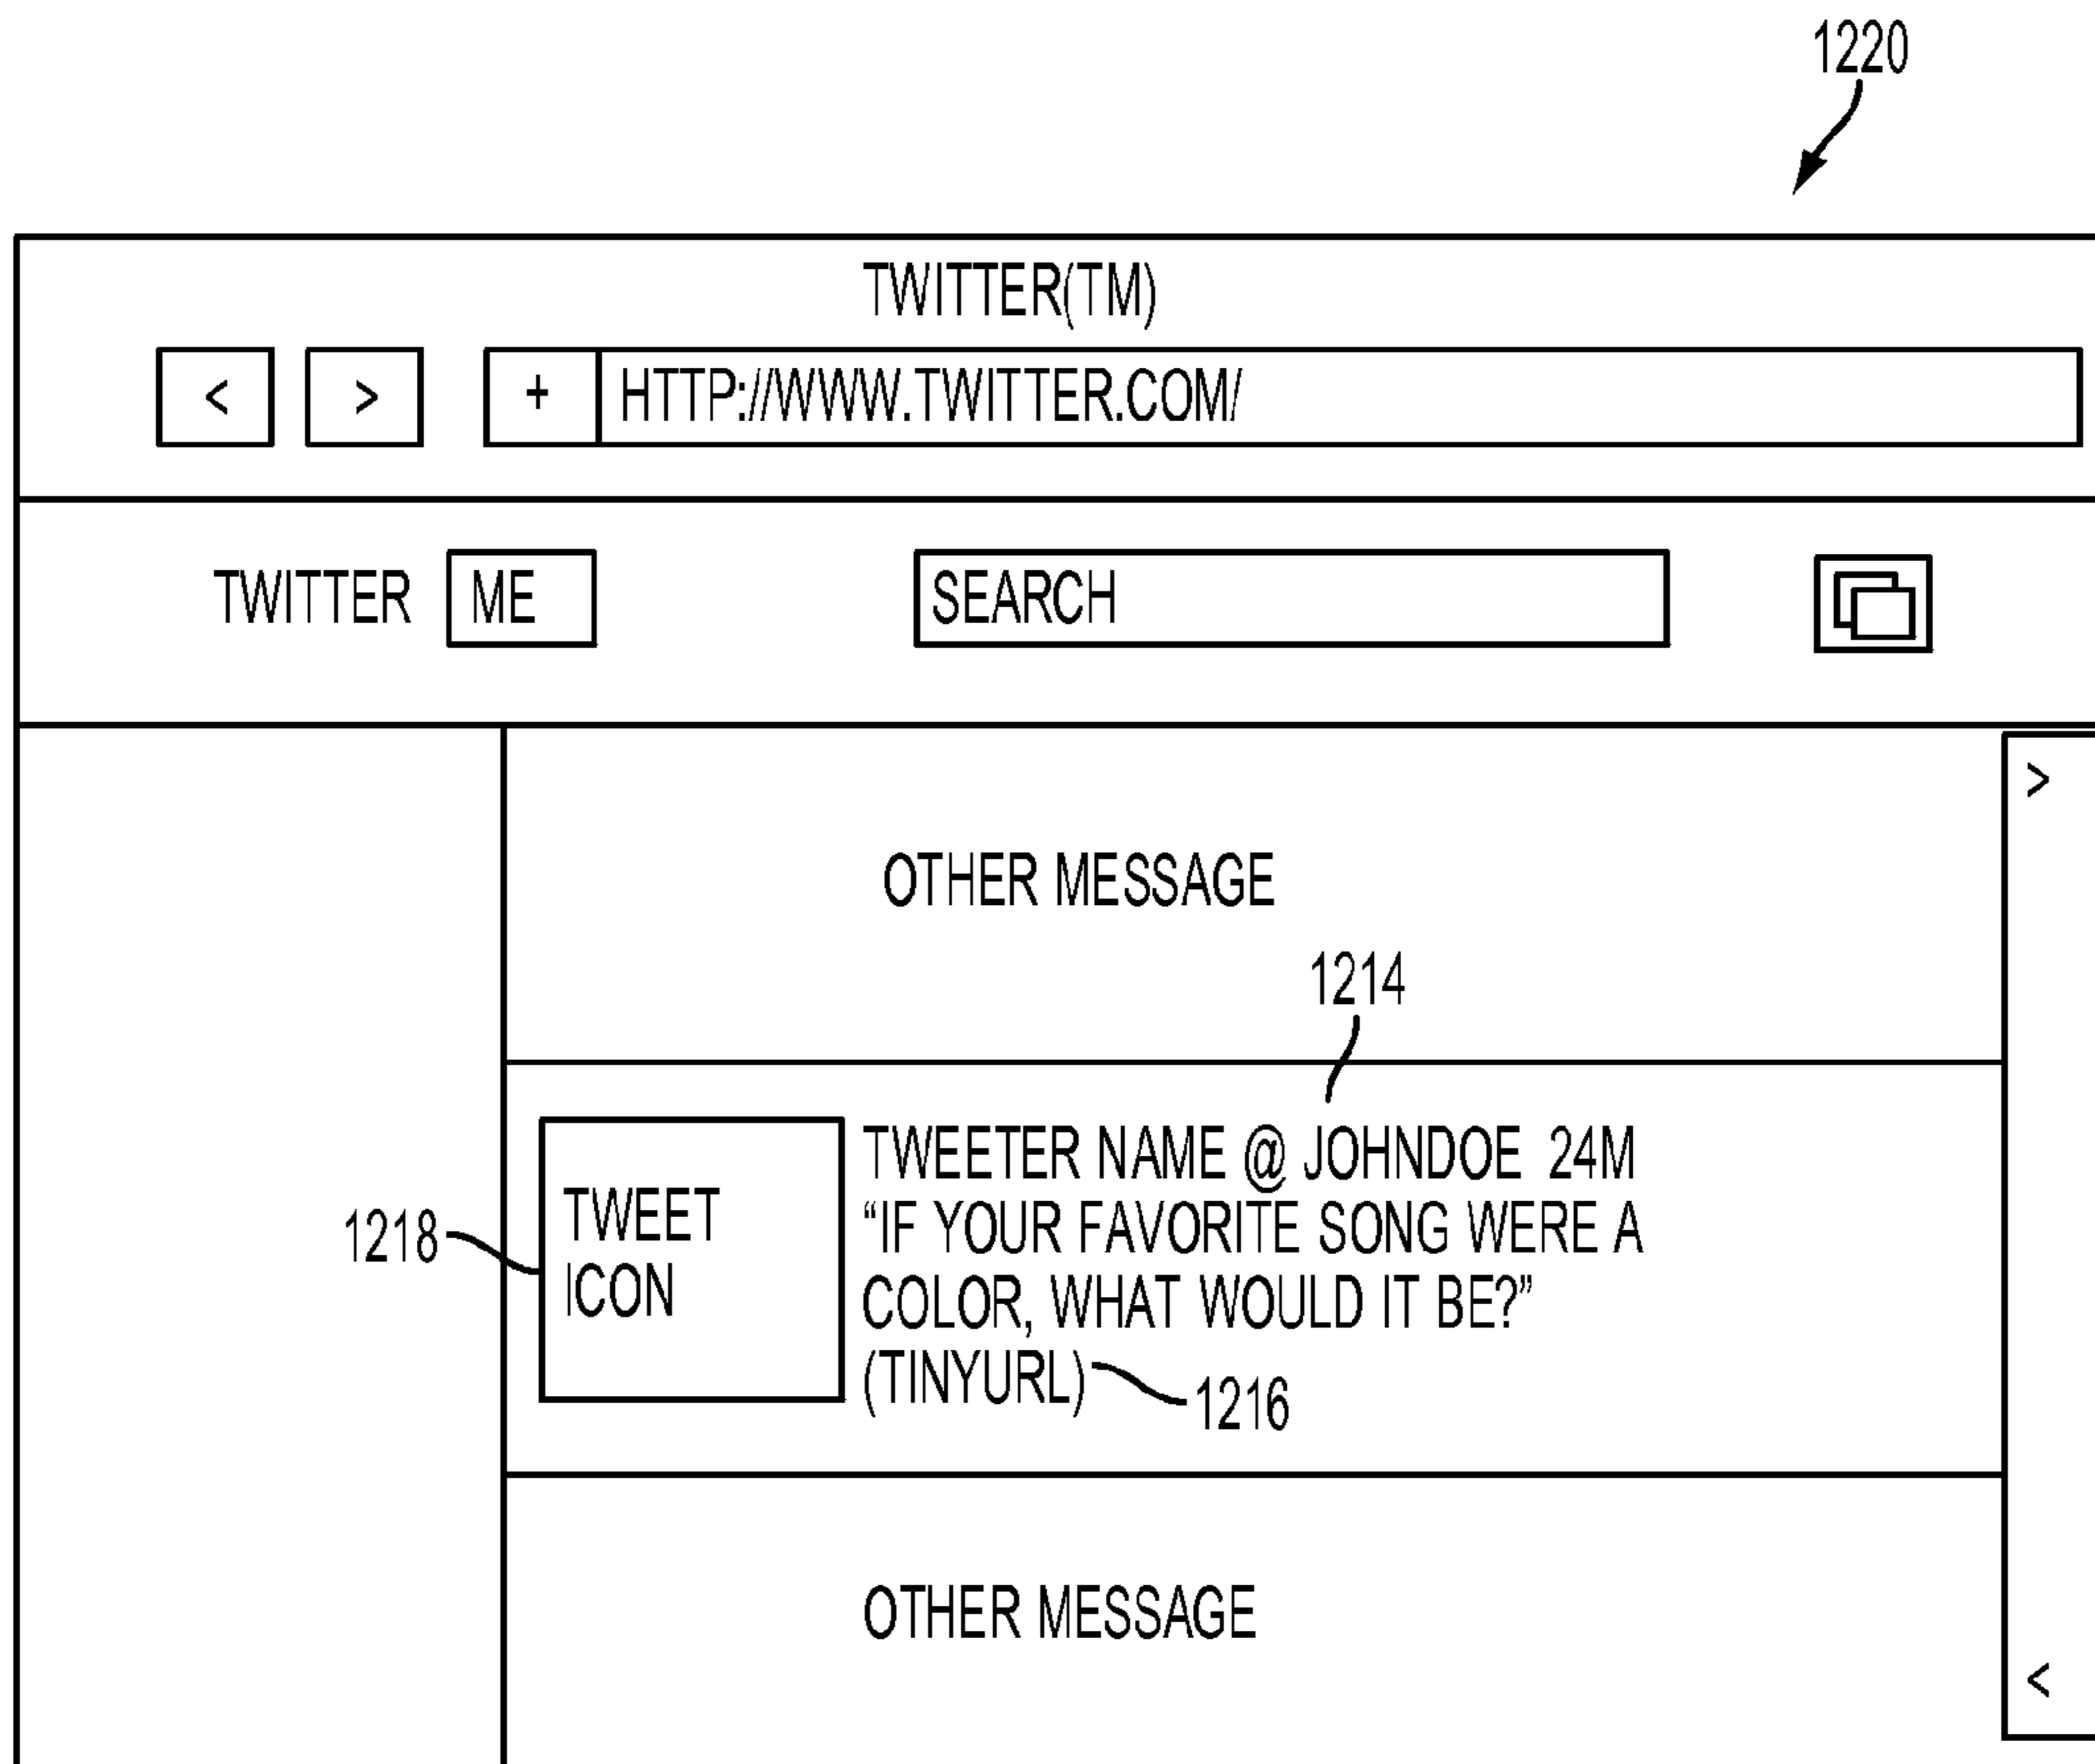 1220
TWITTER(TM)
< > + HTTP://WWW.TWITTER.COM/
TWITTER ME SEARCH
>
OTHER MESSAGE
1214
TWEETER NAME @ JOHNDOE 24M
“IF YOUR FAVORITE SONG WERE A
COLOR, WHAT WOULD IT BE?”
(TINYURL)
TWEET
ICON
1218
1216
OTHER MESSAGE
<